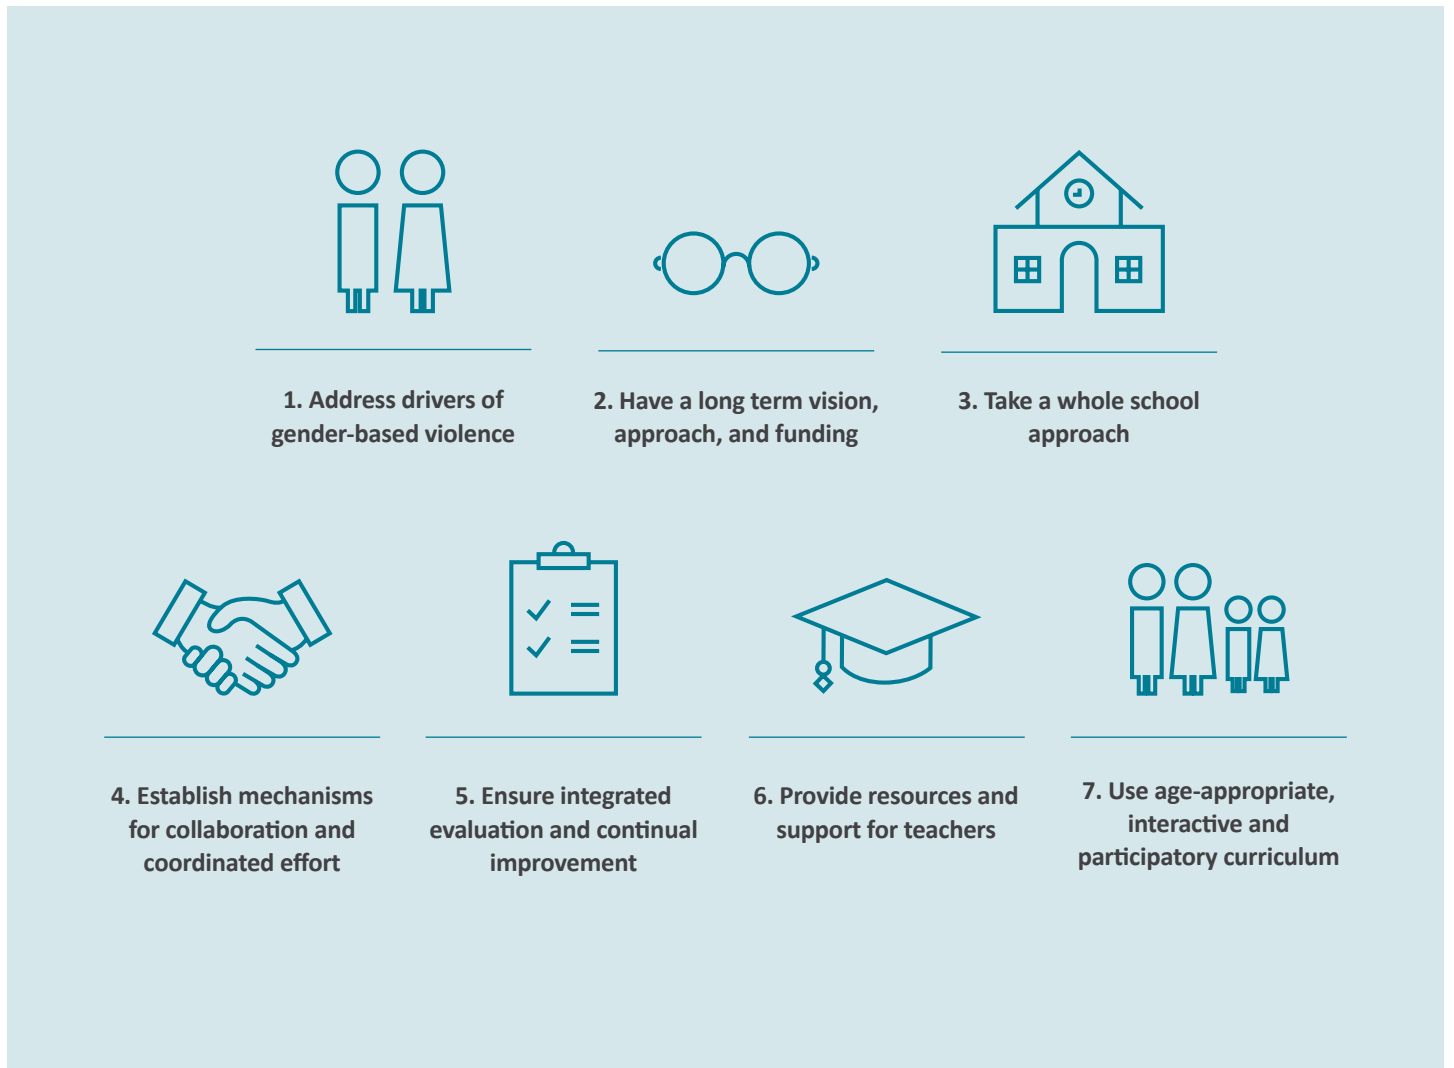 1. Address drivers of
gender-based violence
2. Have a long term vision,
approach, and funding
3. Take a whole school
approach
4. Establish mechanisms
for collaboration and
coordinated effort
5. Ensure integrated
evaluation and continual
improvement
6. Provide resources and
support for teachers
7. Use age-appropriate,
interactive and
participatory curriculum